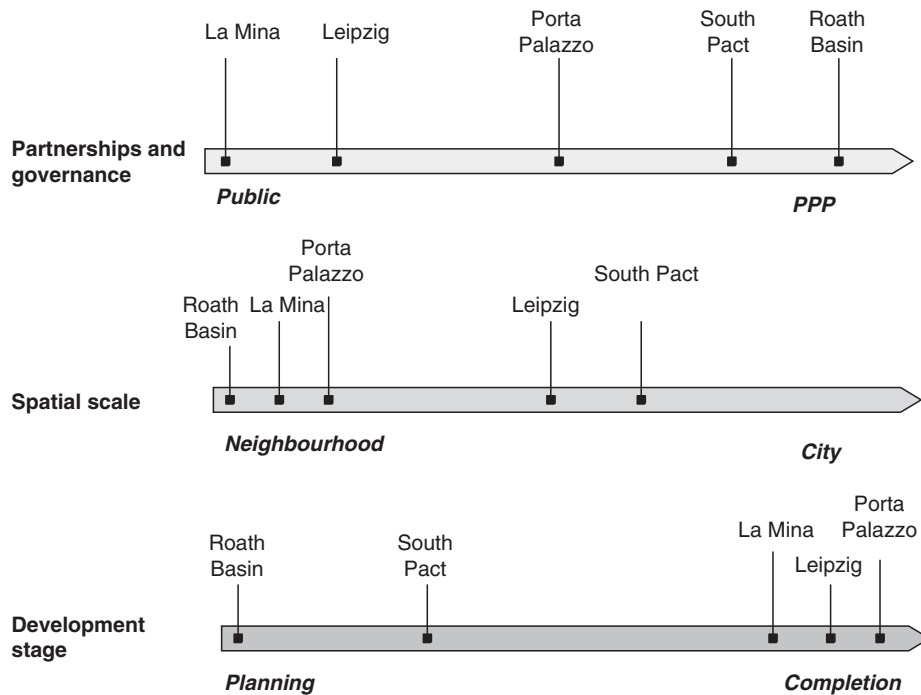 La Mina
Leipzig
Porta
Palazzo
South
Pact
Roath
Basin
Partnerships and
governance
Public
PPP
Porta
Palazzo
South Pact
Roath
Basin
La Mina
Leipzig
Spatial scale
Neighbourhood
City
Porta
Palazzo
La Mina
Roath
Basin
South
Pact
Leipzig
Development
stage
Planning
Completion